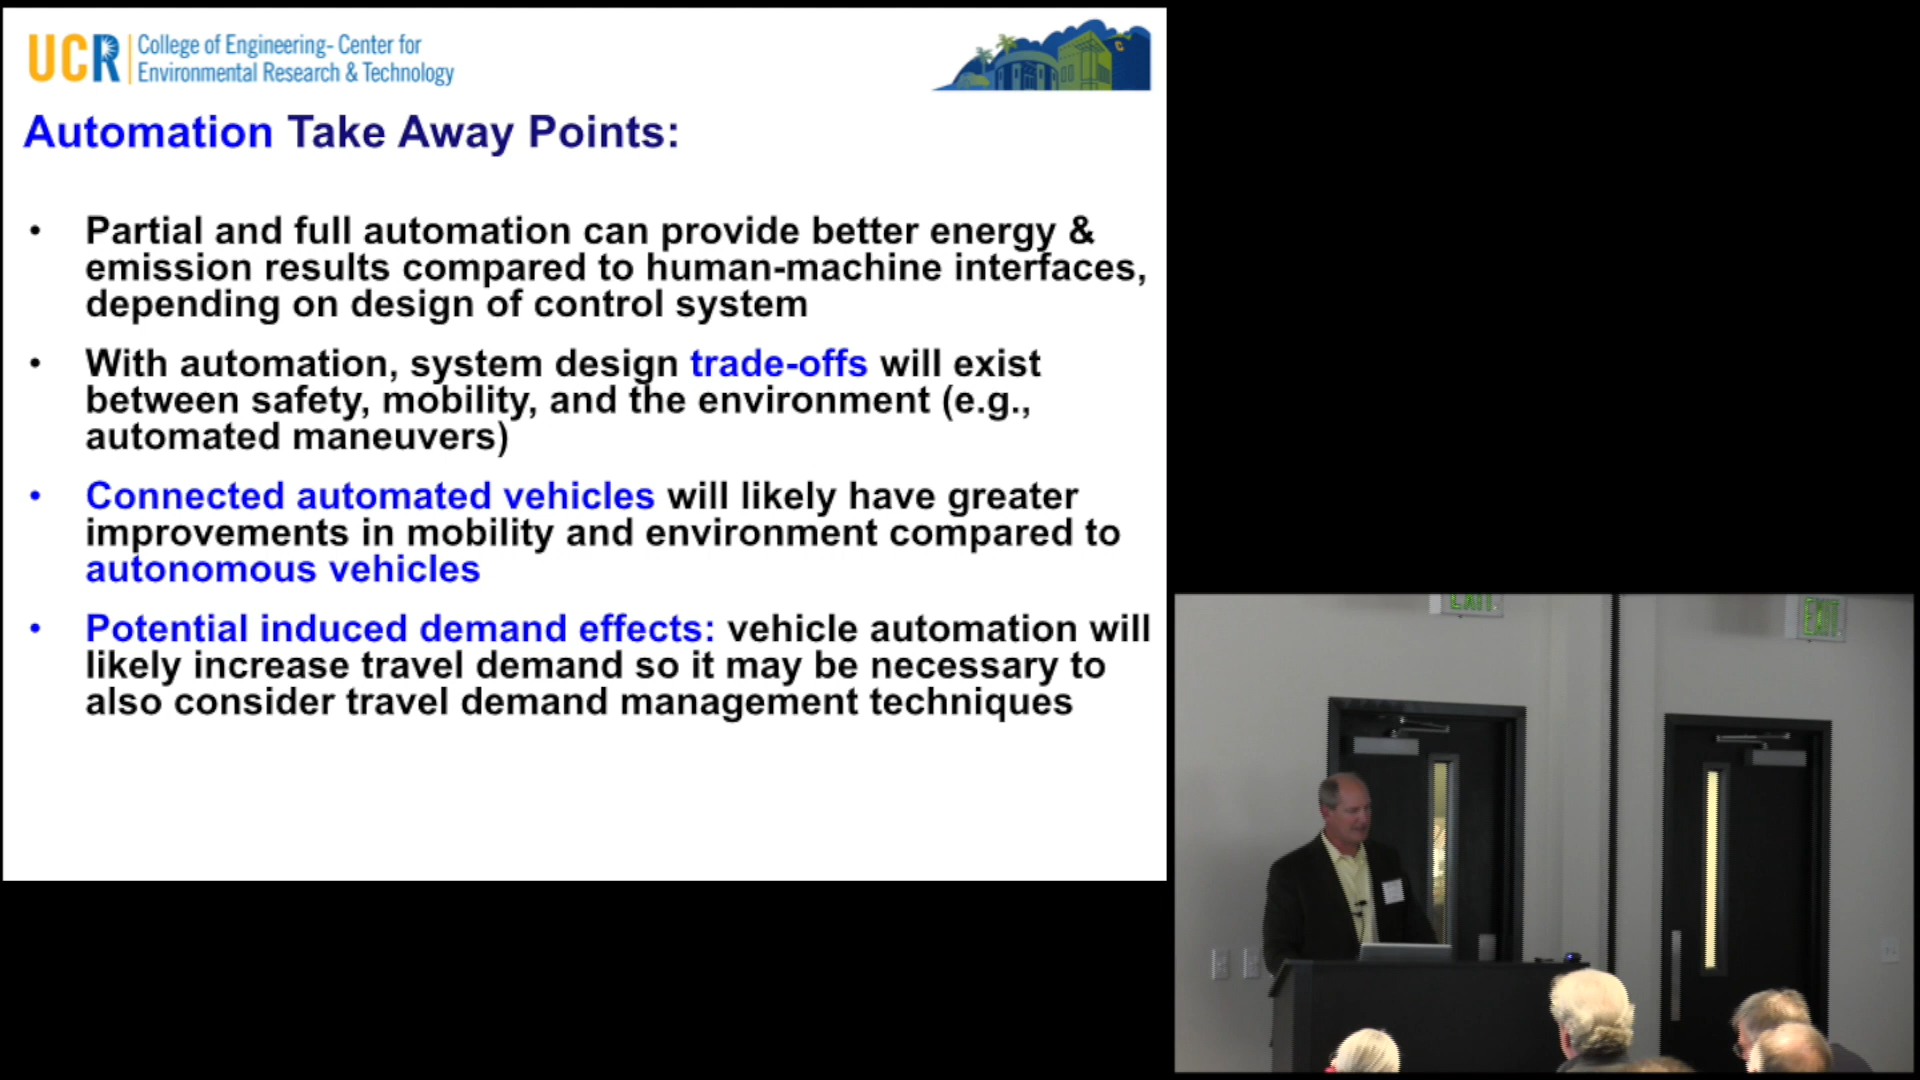 UCR College of Engineering- Center for
Environmental Research & Technology
Automation Take Away Points:
• Partial and full automation can provide better energy &
emission results compared to human-machine interfaces,
depending on design of control system
• With automation, system design trade-offs will exist
between safety, mobility, and the environment (e.g.,
automated maneuvers)
• Connected automated vehicles will likely have greater
improvements in mobility and environment compared to
autonomous vehicles
• Potential induced demand effects: vehicle automation will
likely increase travel demand so it may be necessary to
also consider travel demand management techniques
EXIT
EXIT